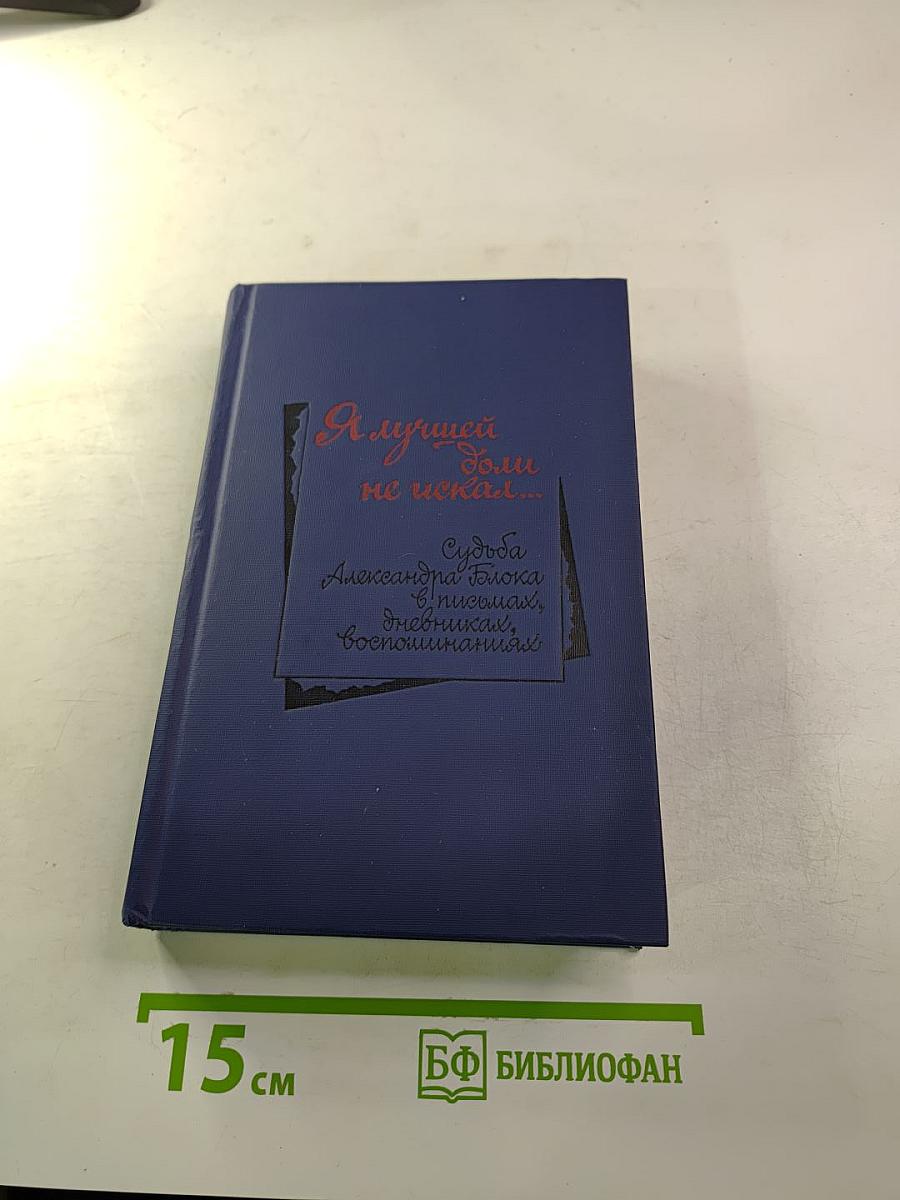 Я лучшей
доли
не искал...
Судьба
Александра Блока
в письмах,
дневниках,
воспоминаниях
15 см
БФ БИБЛИОФАН